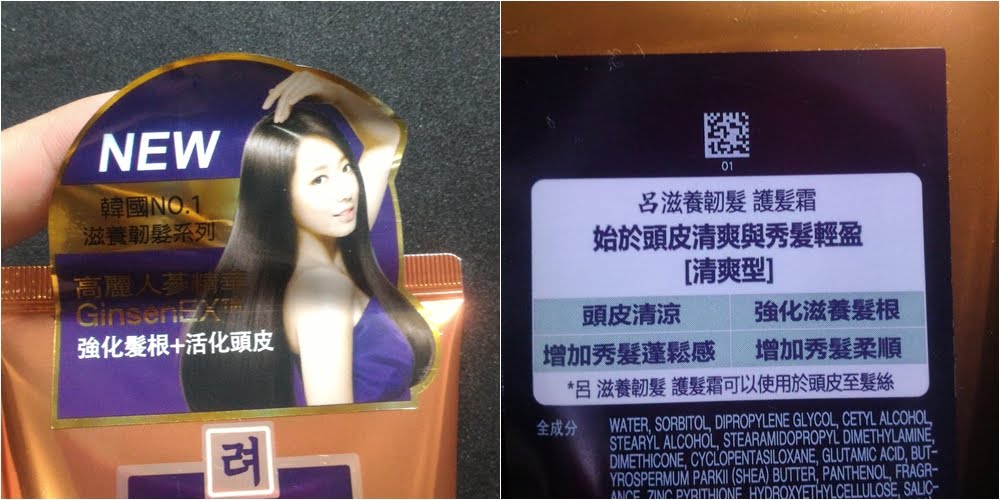 NEW
韓國NO.1
滋養韌髮系列
高麗人蔘精華
GinsenEX™
強化髮根+活化頭皮
려
01
呂滋養韌髮 護髮霜
始於頭皮清爽與秀髮輕盈
[清爽型]
頭皮清涼 強化滋養髮根
增加秀髮蓬鬆感 增加秀髮柔順
*呂 滋養韌髮 護髮霜可以使用於頭皮至髮絲
全成分 WATER, SORBITOL, DIPROPYLENE GLYCOL, CETYL ALCOHOL,
STEARYL ALCOHOL, STEARAMIDOPROPYL DIMETHYLAMINE,
DIMETHICONE, CYCLOPENTASILOXANE, GLUTAMIC ACID, BUT-
YROSPERMUM PARKII (SHEA) BUTTER, PANTHENOL, FRAGR-
ANCE, ZINC PYRITHIONE, HYDROXYETHYLCELLULOSE, SALIC-